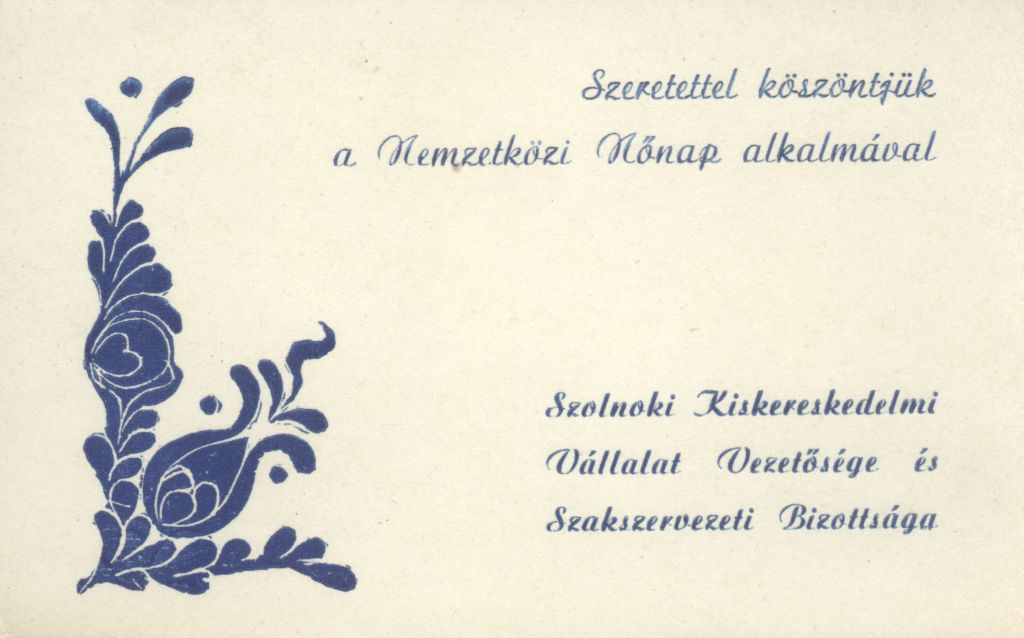 Szeretettel köszöntjük
a Nemzetközi Nőnap alkalmával
Szolnoki Kiskereskedelmi
Vállalat Vezetősége és
Szakszervezeti Bizottsága